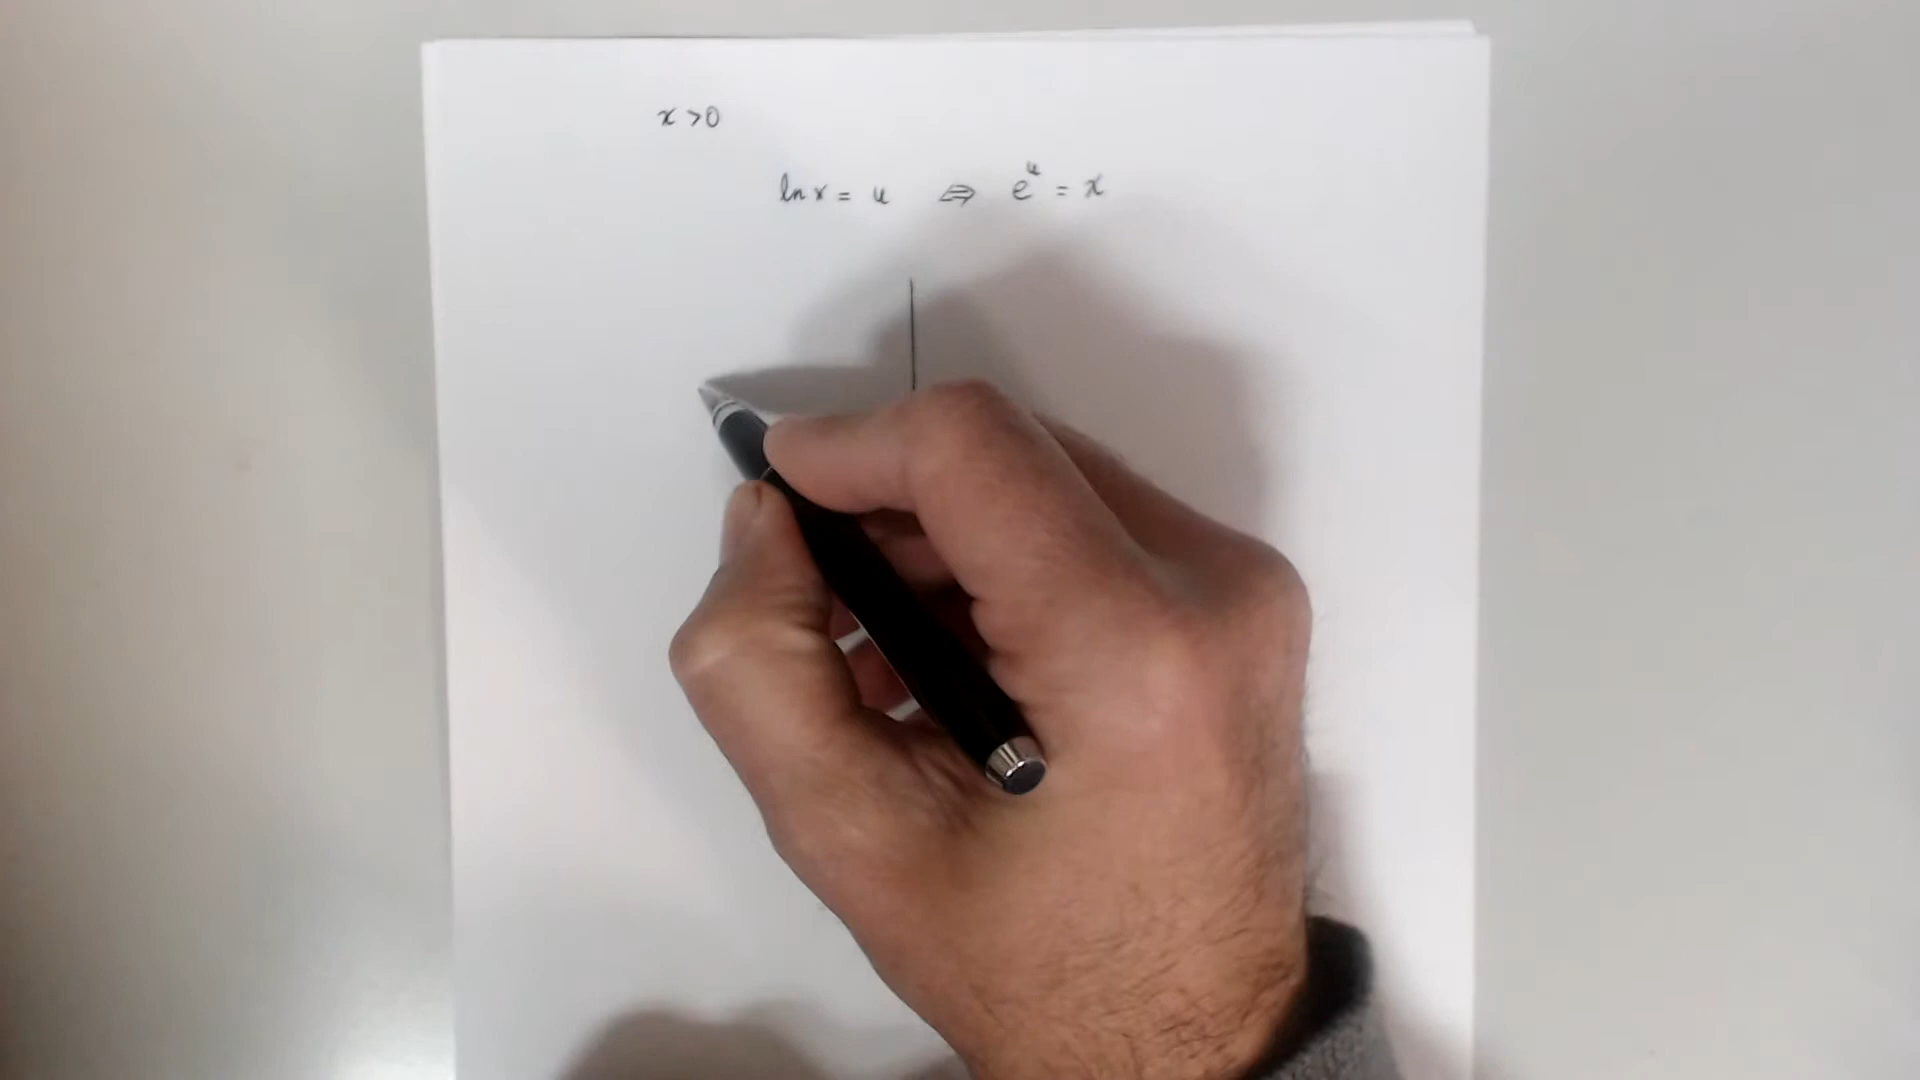 x > 0
ln x = u ⇔ e^u = x